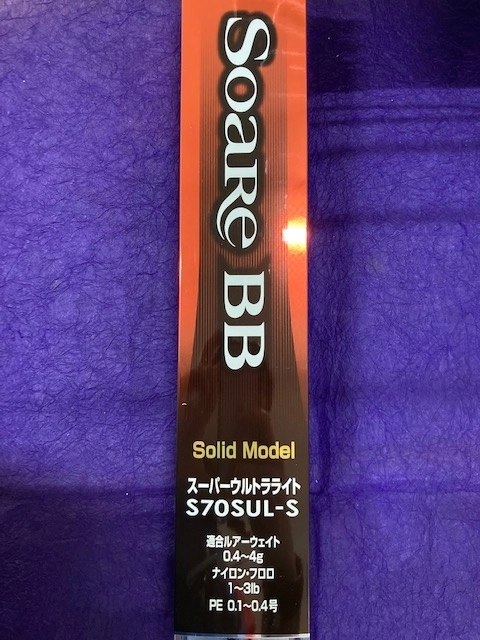 SoaRe BB
Solid Model
スーパーウルトラライト
S70SUL-S
適合ルアーウェイト
0.4〜4g
ナイロン・フロロ
1〜3lb
PE 0.1〜0.4号